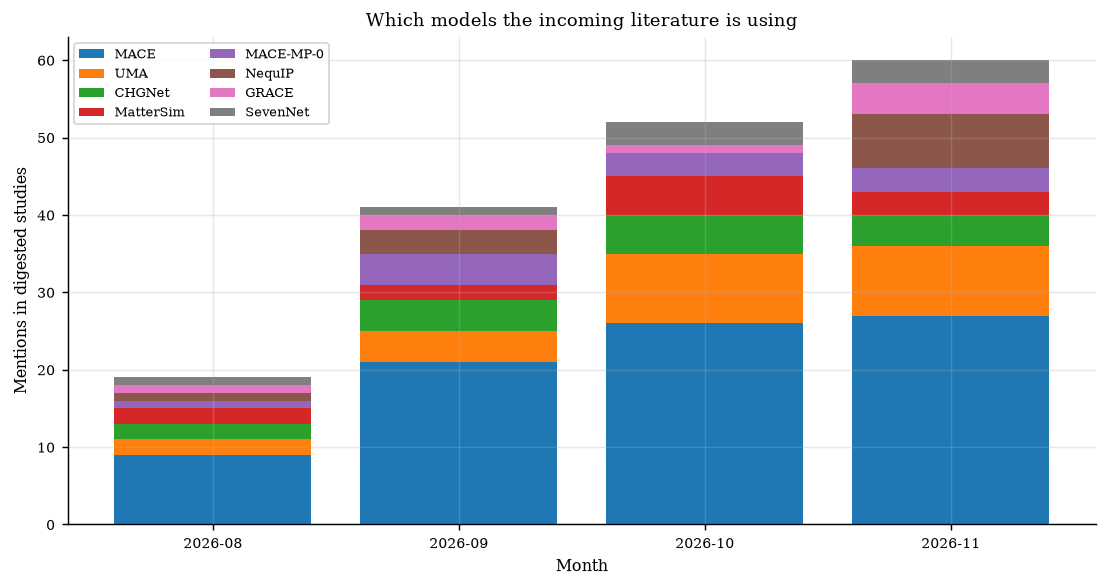 Which models the incoming literature is using
MACE
UMA
CHGNet
MatterSim
MACE-MP-0
NequIP
GRACE
SevenNet
Mentions in digested studies
60
50
40
30
20
10
0
2026-08
2026-09
2026-10
2026-11
Month